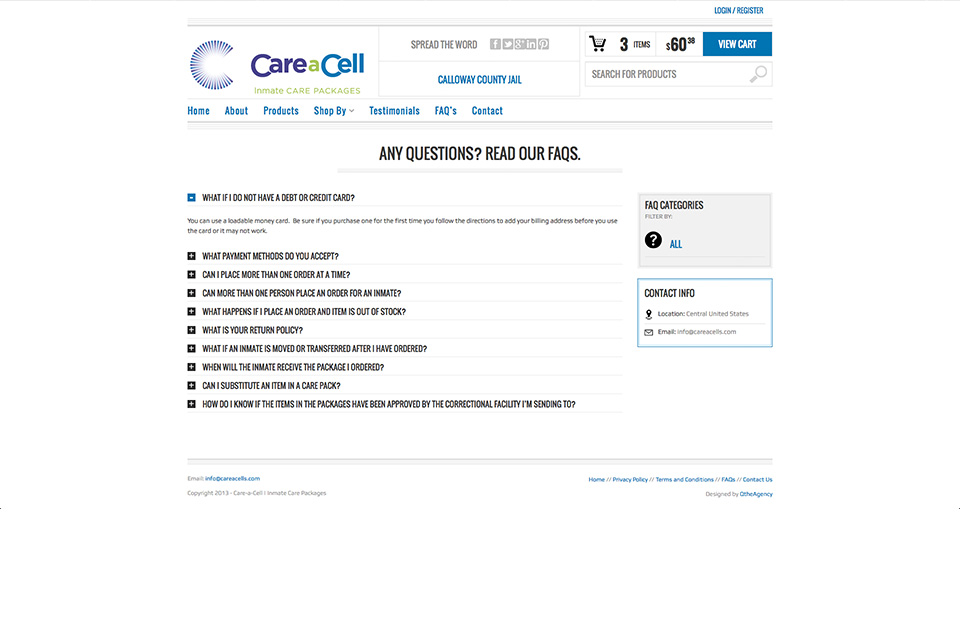 LOGIN / REGISTER
Care a Cell
Inmate CARE PACKAGES
SPREAD THE WORD
CALLOWAY COUNTY JAIL
3 ITEMS
$60 38
VIEW CART
SEARCH FOR PRODUCTS
Home About Products Shop By Testimonials FAQ's Contact
ANY QUESTIONS? READ OUR FAQS.
WHAT IF I DO NOT HAVE A DEBT OR CREDIT CARD?
You can use a loadable money card. Be sure if you purchase one for the first time you follow the directions to add your billing address before you use
the card or it may not work.
WHAT PAYMENT METHODS DO YOU ACCEPT?
CAN I PLACE MORE THAN ONE ORDER AT A TIME?
CAN MORE THAN ONE PERSON PLACE AN ORDER FOR AN INMATE?
WHAT HAPPENS IF I PLACE AN ORDER AND ITEM IS OUT OF STOCK?
WHAT IS YOUR RETURN POLICY?
WHAT IF AN INMATE IS MOVED OR TRANSFERRED AFTER I HAVE ORDERED?
WHEN WILL THE INMATE RECEIVE THE PACKAGE I ORDERED?
CAN I SUBSTITUTE AN ITEM IN A CARE PACK?
HOW DO I KNOW IF THE ITEMS IN THE PACKAGES HAVE BEEN APPROVED BY THE CORRECTIONAL FACILITY I'M SENDING TO?
FAQ CATEGORIES
FILTER BY:
? ALL
CONTACT INFO
Location: Central United States
Email: info@careacells.com
Email: info@careacells.com
Copyright 2013 - Care-a-Cell | Inmate Care Packages
Home // Privacy Policy // Terms and Conditions // FAQs // Contact Us
Designed by QtheAgency